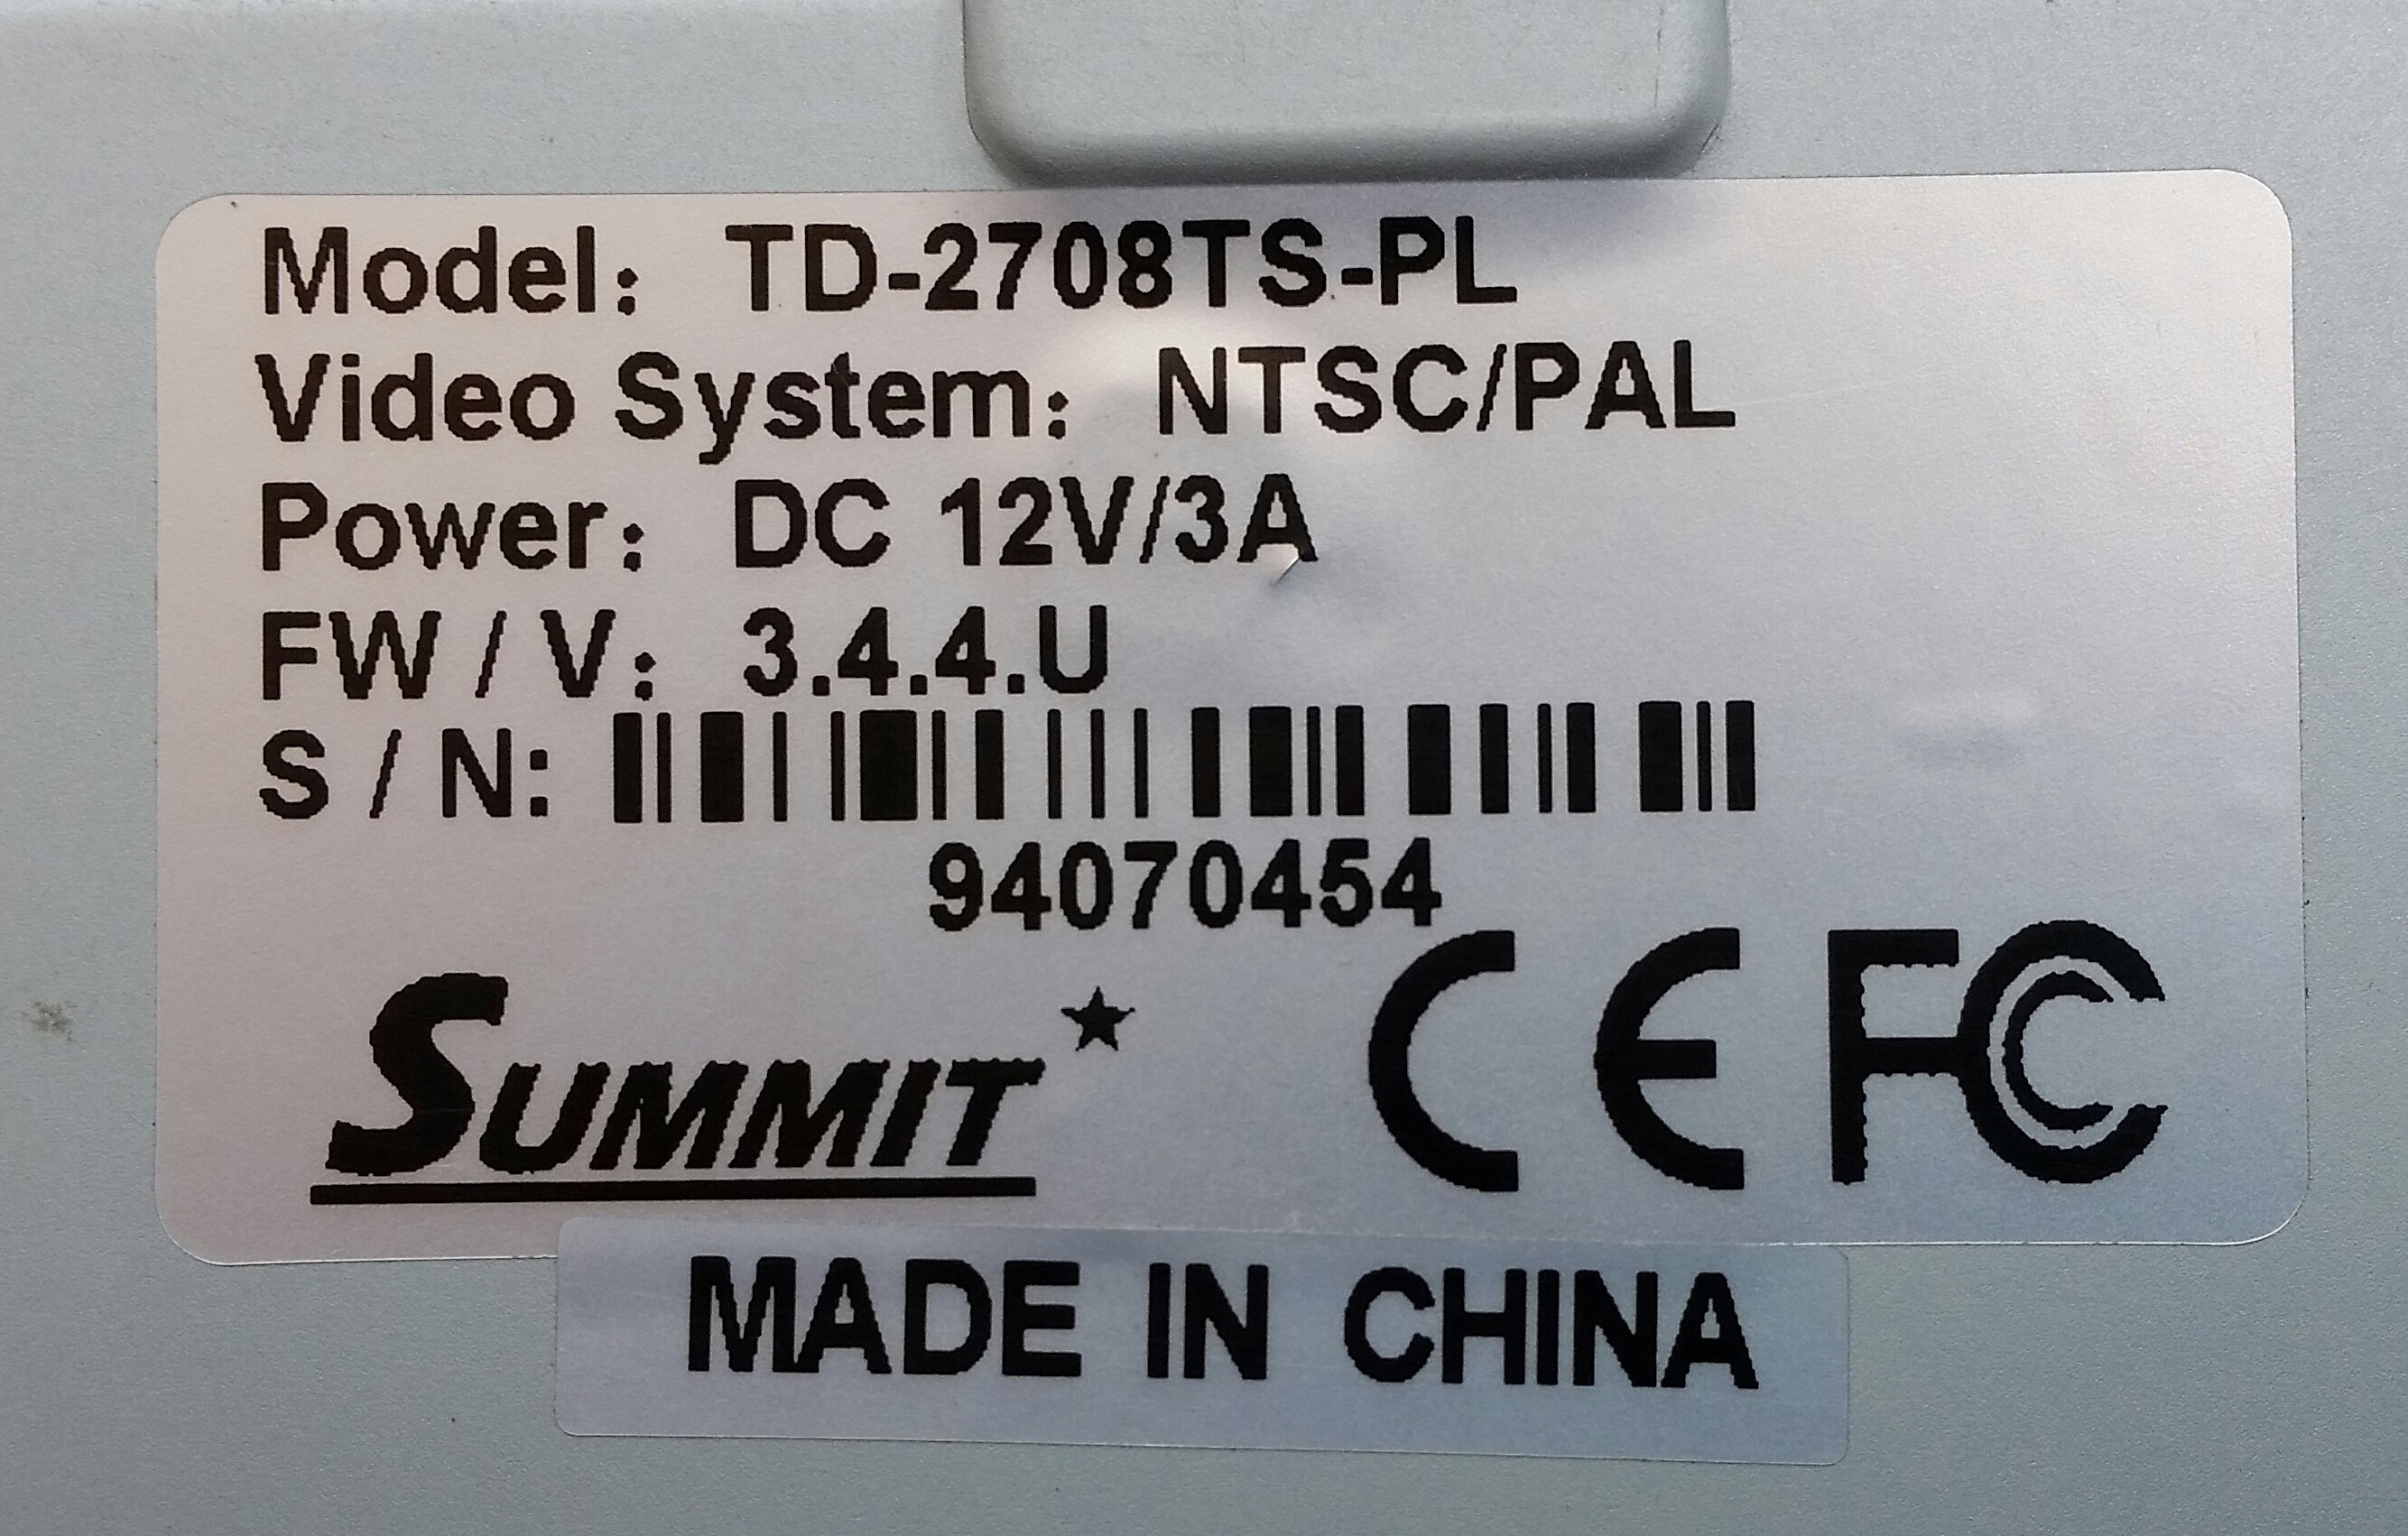 Model: TD-2708TS-PL
Video System: NTSC/PAL
Power: DC 12V/3A
FW / V: 3.4.4.U
S / N:
94070454
SUMMIT
CE FCC
MADE IN CHINA